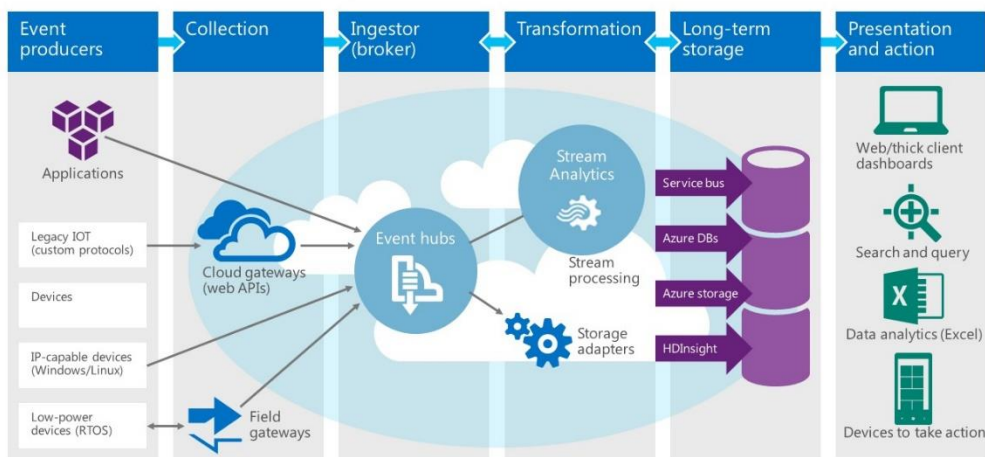 Event
producers
Collection
Ingestor
(broker)
Transformation
Long-term
storage
Presentation
and action
Applications
Legacy IOT
(custom protocols)
Devices
IP-capable devices
(Windows/Linux)
Low-power
devices (RTOS)
Cloud gateways
(web APIs)
Field
gateways
Event hubs
Stream
Analytics
Stream
processing
Storage
adapters
Service bus
Azure DBs
Azure storage
HDInsight
Web/thick client
dashboards
Search and query
X
Data analytics (Excel)
Devices to take action